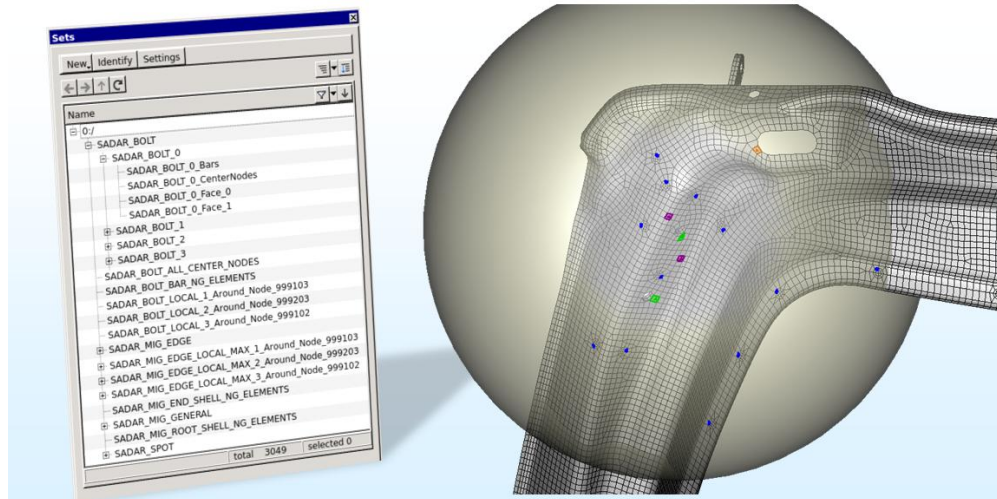 Sets
New Identify Settings
Name
0:/
SADAR_BOLT
SADAR_BOLT_0
SADAR_BOLT_0_Bars
SADAR_BOLT_0_CenterNodes
SADAR_BOLT_0_Face_0
SADAR_BOLT_0_Face_1
SADAR_BOLT_1
SADAR_BOLT_2
SADAR_BOLT_3
SADAR_BOLT_ALL_CENTER_NODES
SADAR_BOLT_BAR_NG_ELEMENTS
SADAR_BOLT_LOCAL_1_Around_Node_999103
SADAR_BOLT_LOCAL_2_Around_Node_999203
SADAR_BOLT_LOCAL_3_Around_Node_999102
SADAR_MIG_EDGE
SADAR_MIG_EDGE_LOCAL_MAX_1_Around_Node_999103
SADAR_MIG_EDGE_LOCAL_MAX_2_Around_Node_999203
SADAR_MIG_EDGE_LOCAL_MAX_3_Around_Node_999102
SADAR_MIG_END_SHELL_NG_ELEMENTS
SADAR_MIG_GENERAL
SADAR_MIG_ROOT_SHELL_NG_ELEMENTS
SADAR_SPOT
total 3049 selected 0